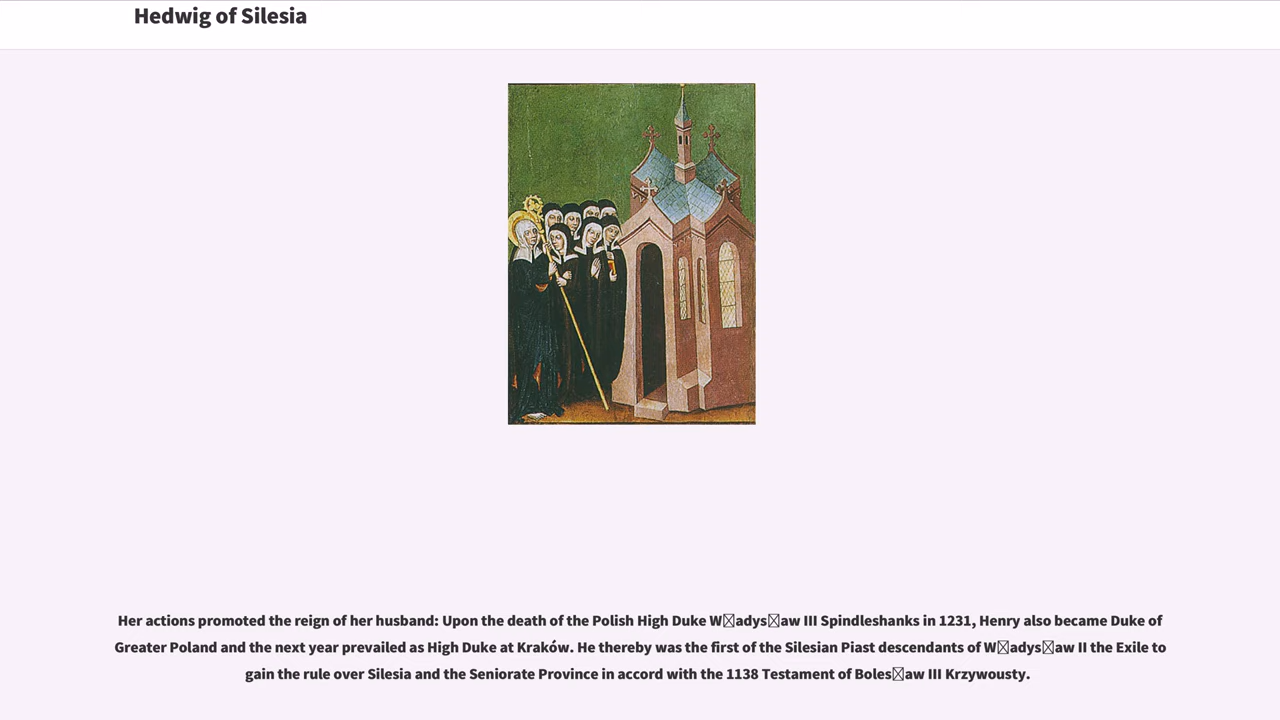 Hedwig of Silesia
Her actions promoted the reign of her husband: Upon the death of the Polish High Duke W􏿿adys􏿿aw III Spindleshanks in 1231, Henry also became Duke of
Greater Poland and the next year prevailed as High Duke at Kraków. He thereby was the first of the Silesian Piast descendants of W􏿿adys􏿿aw II the Exile to
gain the rule over Silesia and the Seniorate Province in accord with the 1138 Testament of Boles􏿿aw III Krzywousty.